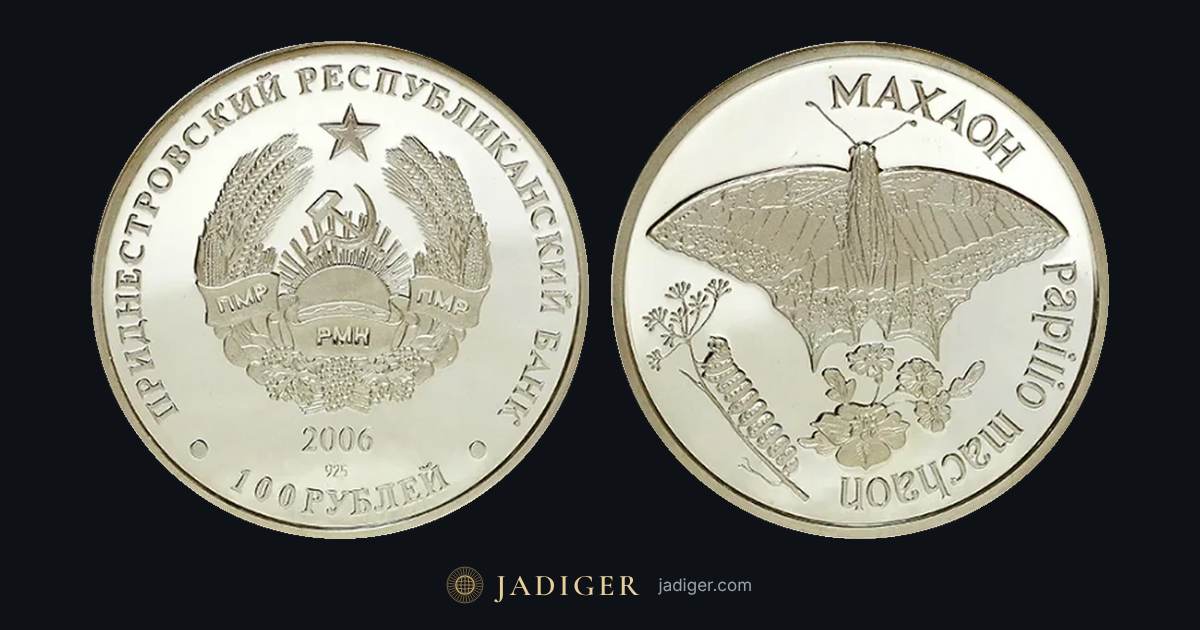 ПРИДНЕСТРОВСКИЙ РЕСПУБЛИКАНСКИЙ БАНК
ПМР
ПМР
РМН
2006
925
100 РУБЛЕЙ
МАХАОН
papilio machaon
JADIGER
jadiger.com